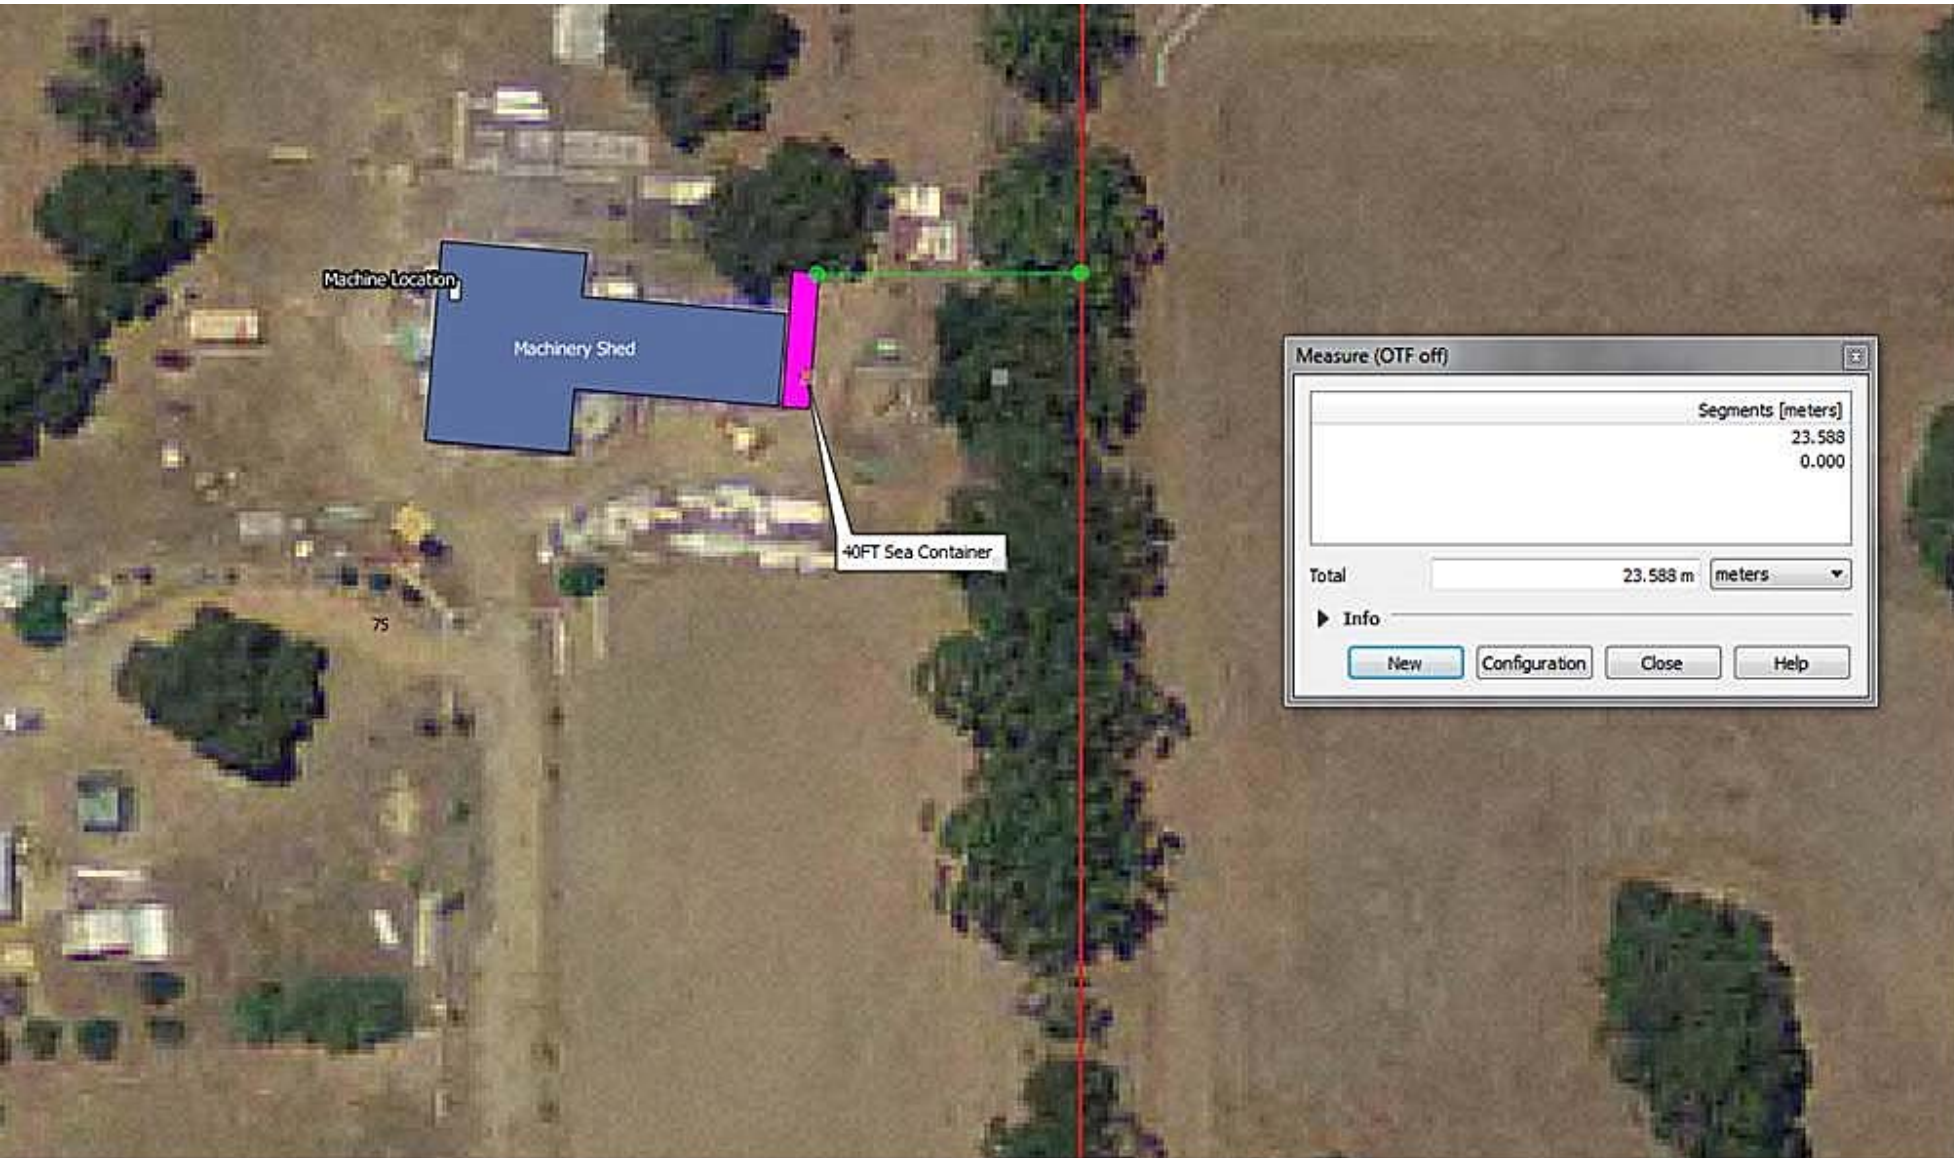 Machine Location
Machinery Shed
40FT Sea Container
75
Measure (OTF off)
Segments [meters]
23.588
0.000
Total
23.588 m
meters
Info
New
Configuration
Close
Help